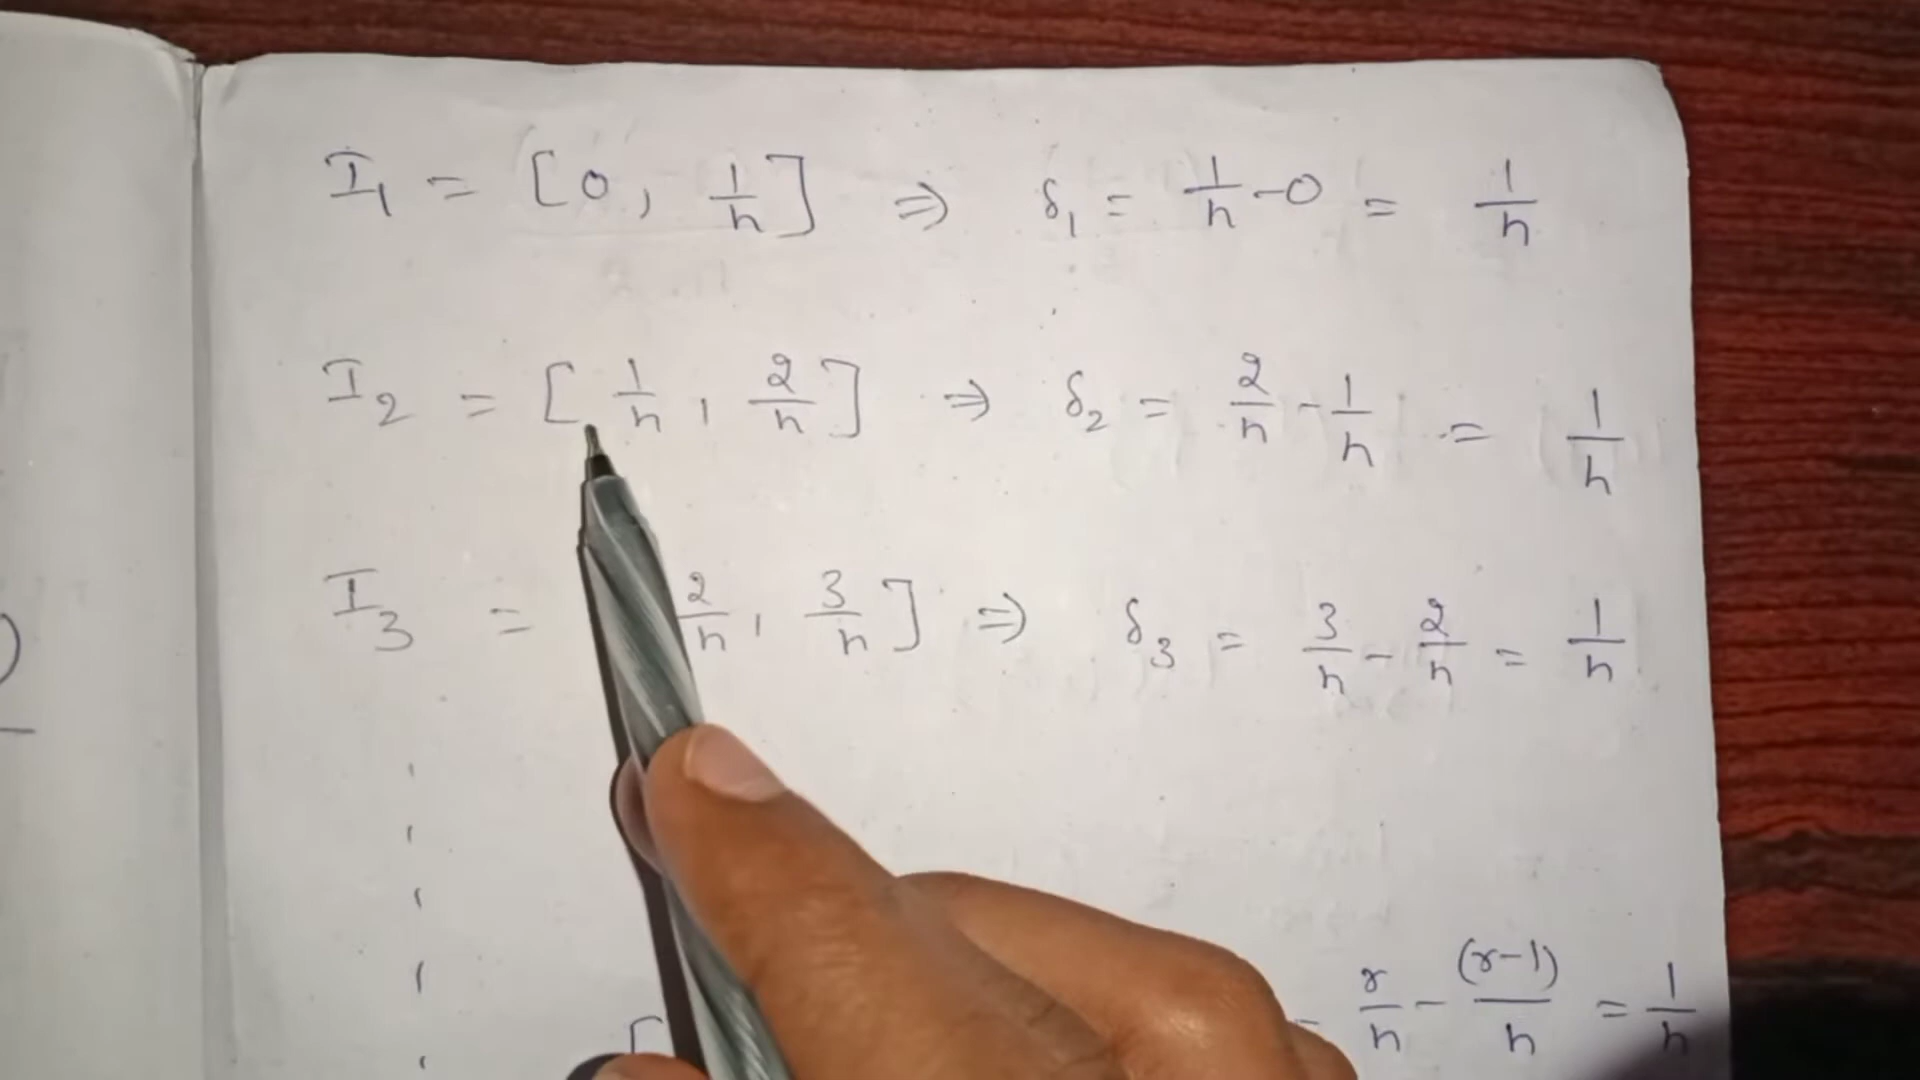 I₁ = [0, 1/n] ⇒ δ₁ = 1/n - 0 = 1/n
I₂ = [1/n, 2/n] ⇒ δ₂ = 2/n - 1/n = 1/n
I₃ = 2/n, 3/n] ⇒ δ₃ = 3/n - 2/n = 1/n
[
= r/n - (r-1)/n = 1/n